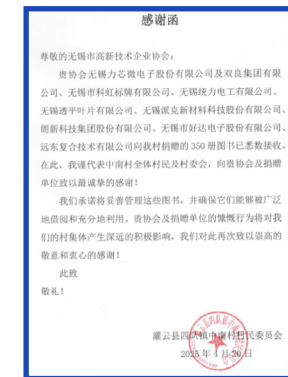 感谢函
尊敬的无锡市高新技术企业协会：
贵协会无锡力芯微电子股份有限公司及双良集团有限
公司、无锡市科虹标牌有限公司、无锡统力电工有限公司、
无锡透平叶片有限公司、无锡派克新材料科技股份有限公司、
朗新科技集团股份有限公司、无锡市好达电子股份有限公司、
远东复合技术有限公司向我村捐赠的 350 册图书已悉数接收。
在此，我谨代表中南村全体村民及村委会，向贵协会及捐赠
单位致以最诚挚的感谢！
我们承诺将妥善管理这些图书，并确保它们能够被广泛
地借阅和充分地利用。贵协会及捐赠单位的慷慨行为将对我
们的村集体产生深远的积极影响，我们对此再次致以崇高的
敬意和衷心的感谢！
此致
敬礼！
灌云县四队镇中南村村民委员会
2025 年 4 月 30 日